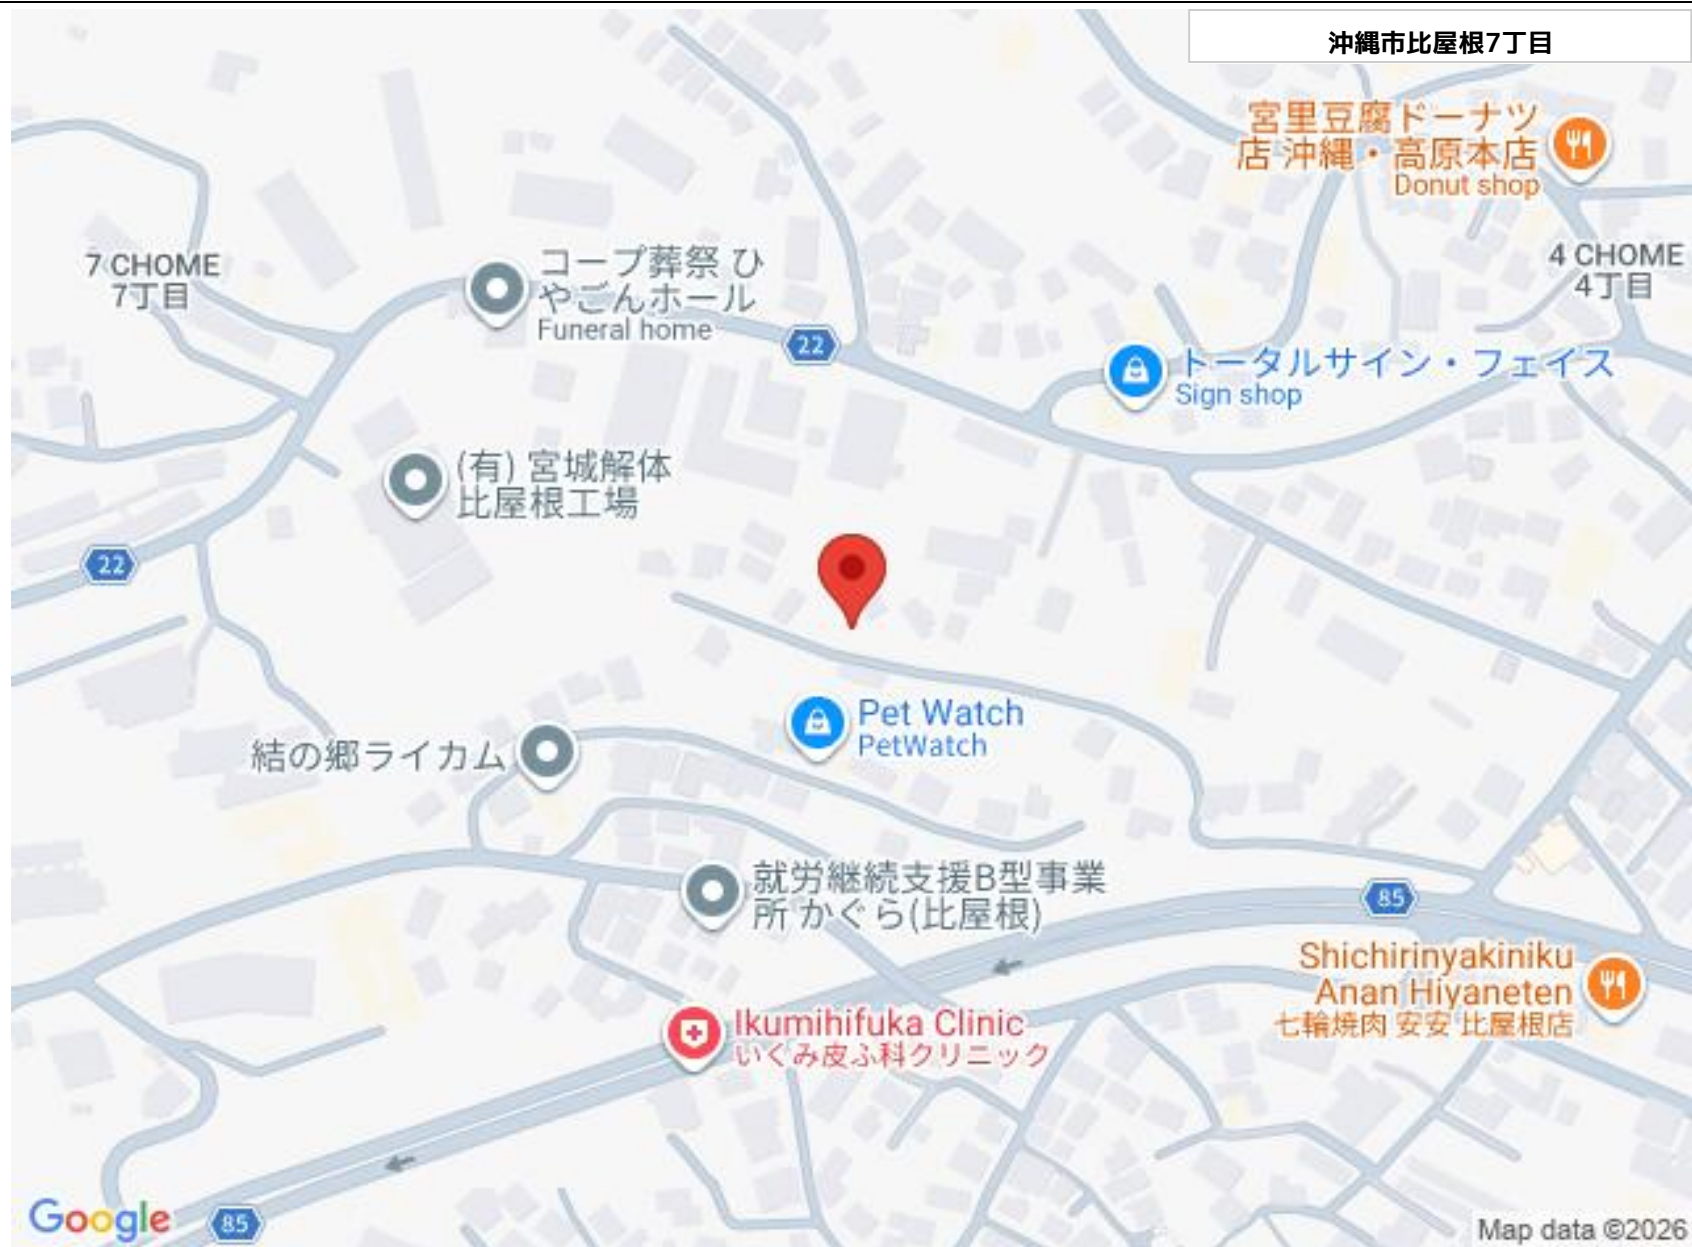 沖縄市比屋根7丁目
宮里豆腐ドーナツ
店 沖縄・高原本店
Donut shop
7 CHOME
7丁目
コープ葬祭 ひ
やごんホール
Funeral home
4 CHOME
4丁目
22
トータルサイン・フェイス
Sign shop
(有) 宮城解体
比屋根工場
22
Pet Watch
PetWatch
結の郷ライカム
就労継続支援B型事業
所 かぐら(比屋根)
85
Shichirinyakiniku
Anan Hiyaneten
七輪焼肉 安安 比屋根店
Ikumihifuka Clinic
いくみ皮ふ科クリニック
Google
85
Map data ©2026